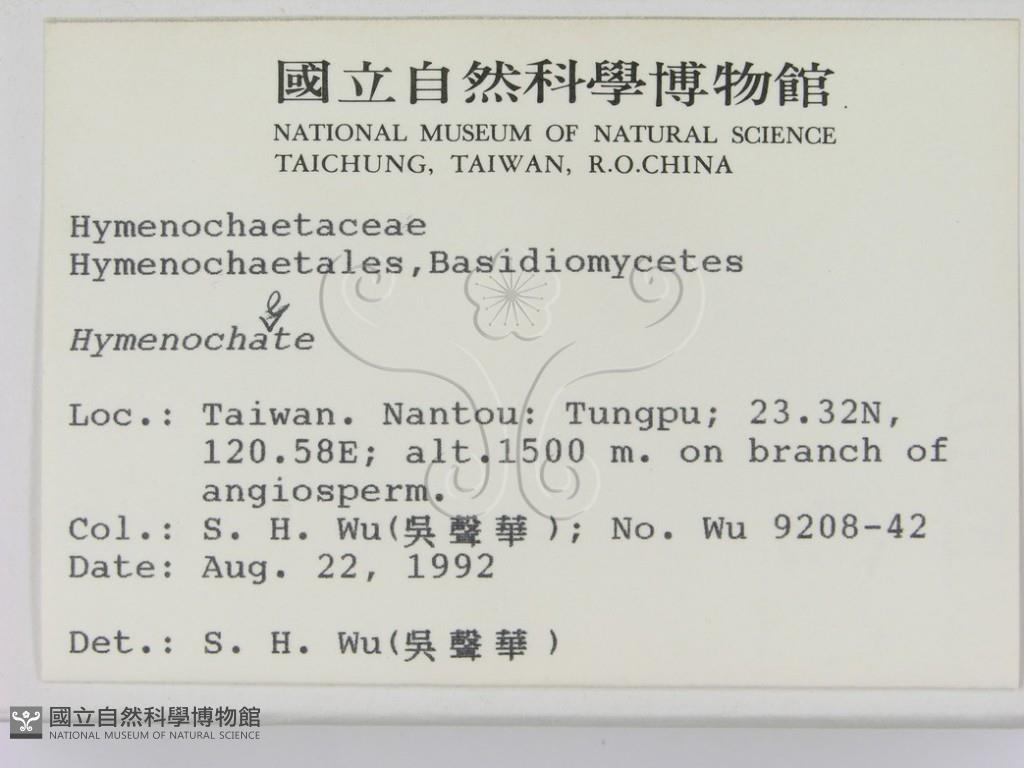 國立自然科學博物館
NATIONAL MUSEUM OF NATURAL SCIENCE
TAICHUNG, TAIWAN, R.O.CHINA
Hymenochaetaceae
Hymenochaetales,Basidiomycetes
Hymenochate
Loc.: Taiwan. Nantou: Tungpu; 23.32N,
120.58E; alt.1500 m. on branch of
angiosperm.
Col.: S. H. Wu(吳聲華); No. Wu 9208-42
Date: Aug. 22, 1992
Det.: S. H. Wu(吳聲華)
國立自然科學博物館
NATIONAL MUSEUM OF NATURAL SCIENCE